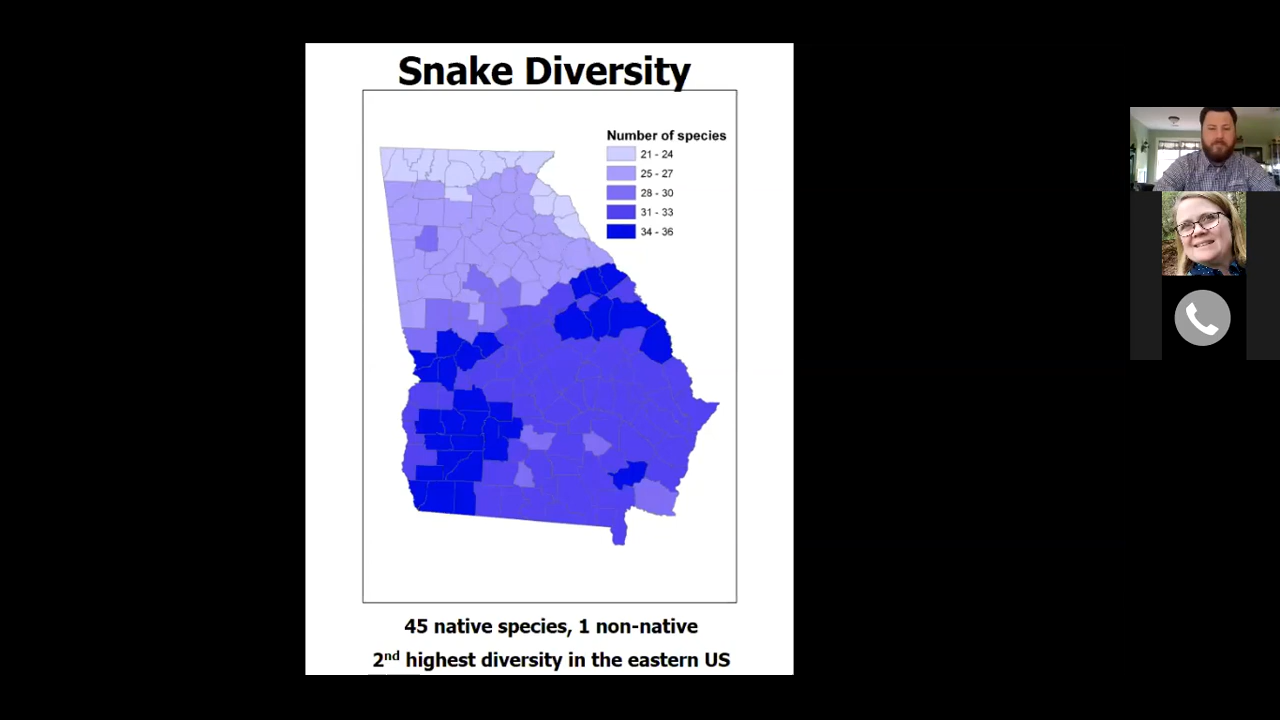 Snake Diversity
Number of species
21 - 24
25 - 27
28 - 30
31 - 33
34 - 36
45 native species, 1 non-native
2nd highest diversity in the eastern US